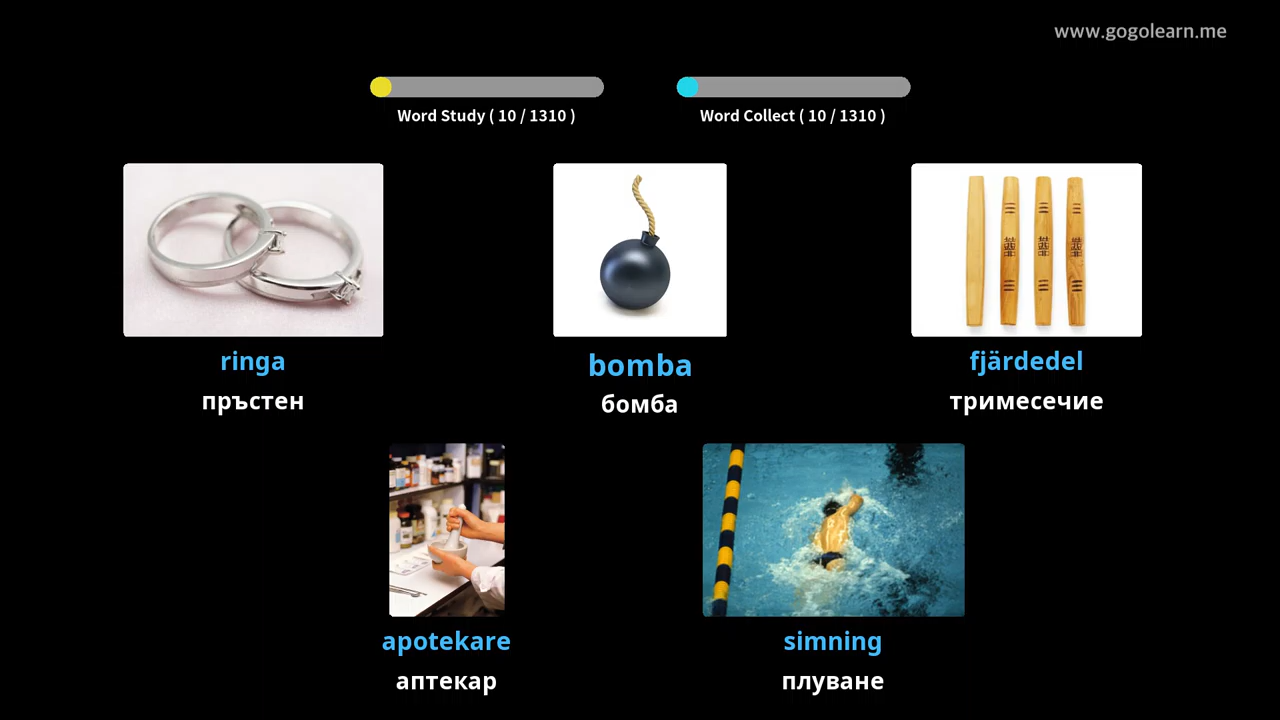 www.gogolearn.me
Word Study ( 10 / 1310 )
Word Collect ( 10 / 1310 )
ringa
bomba
fjärdedel
пръстен
бомба
тримесечие
apotekare
simning
аптекар
плуване